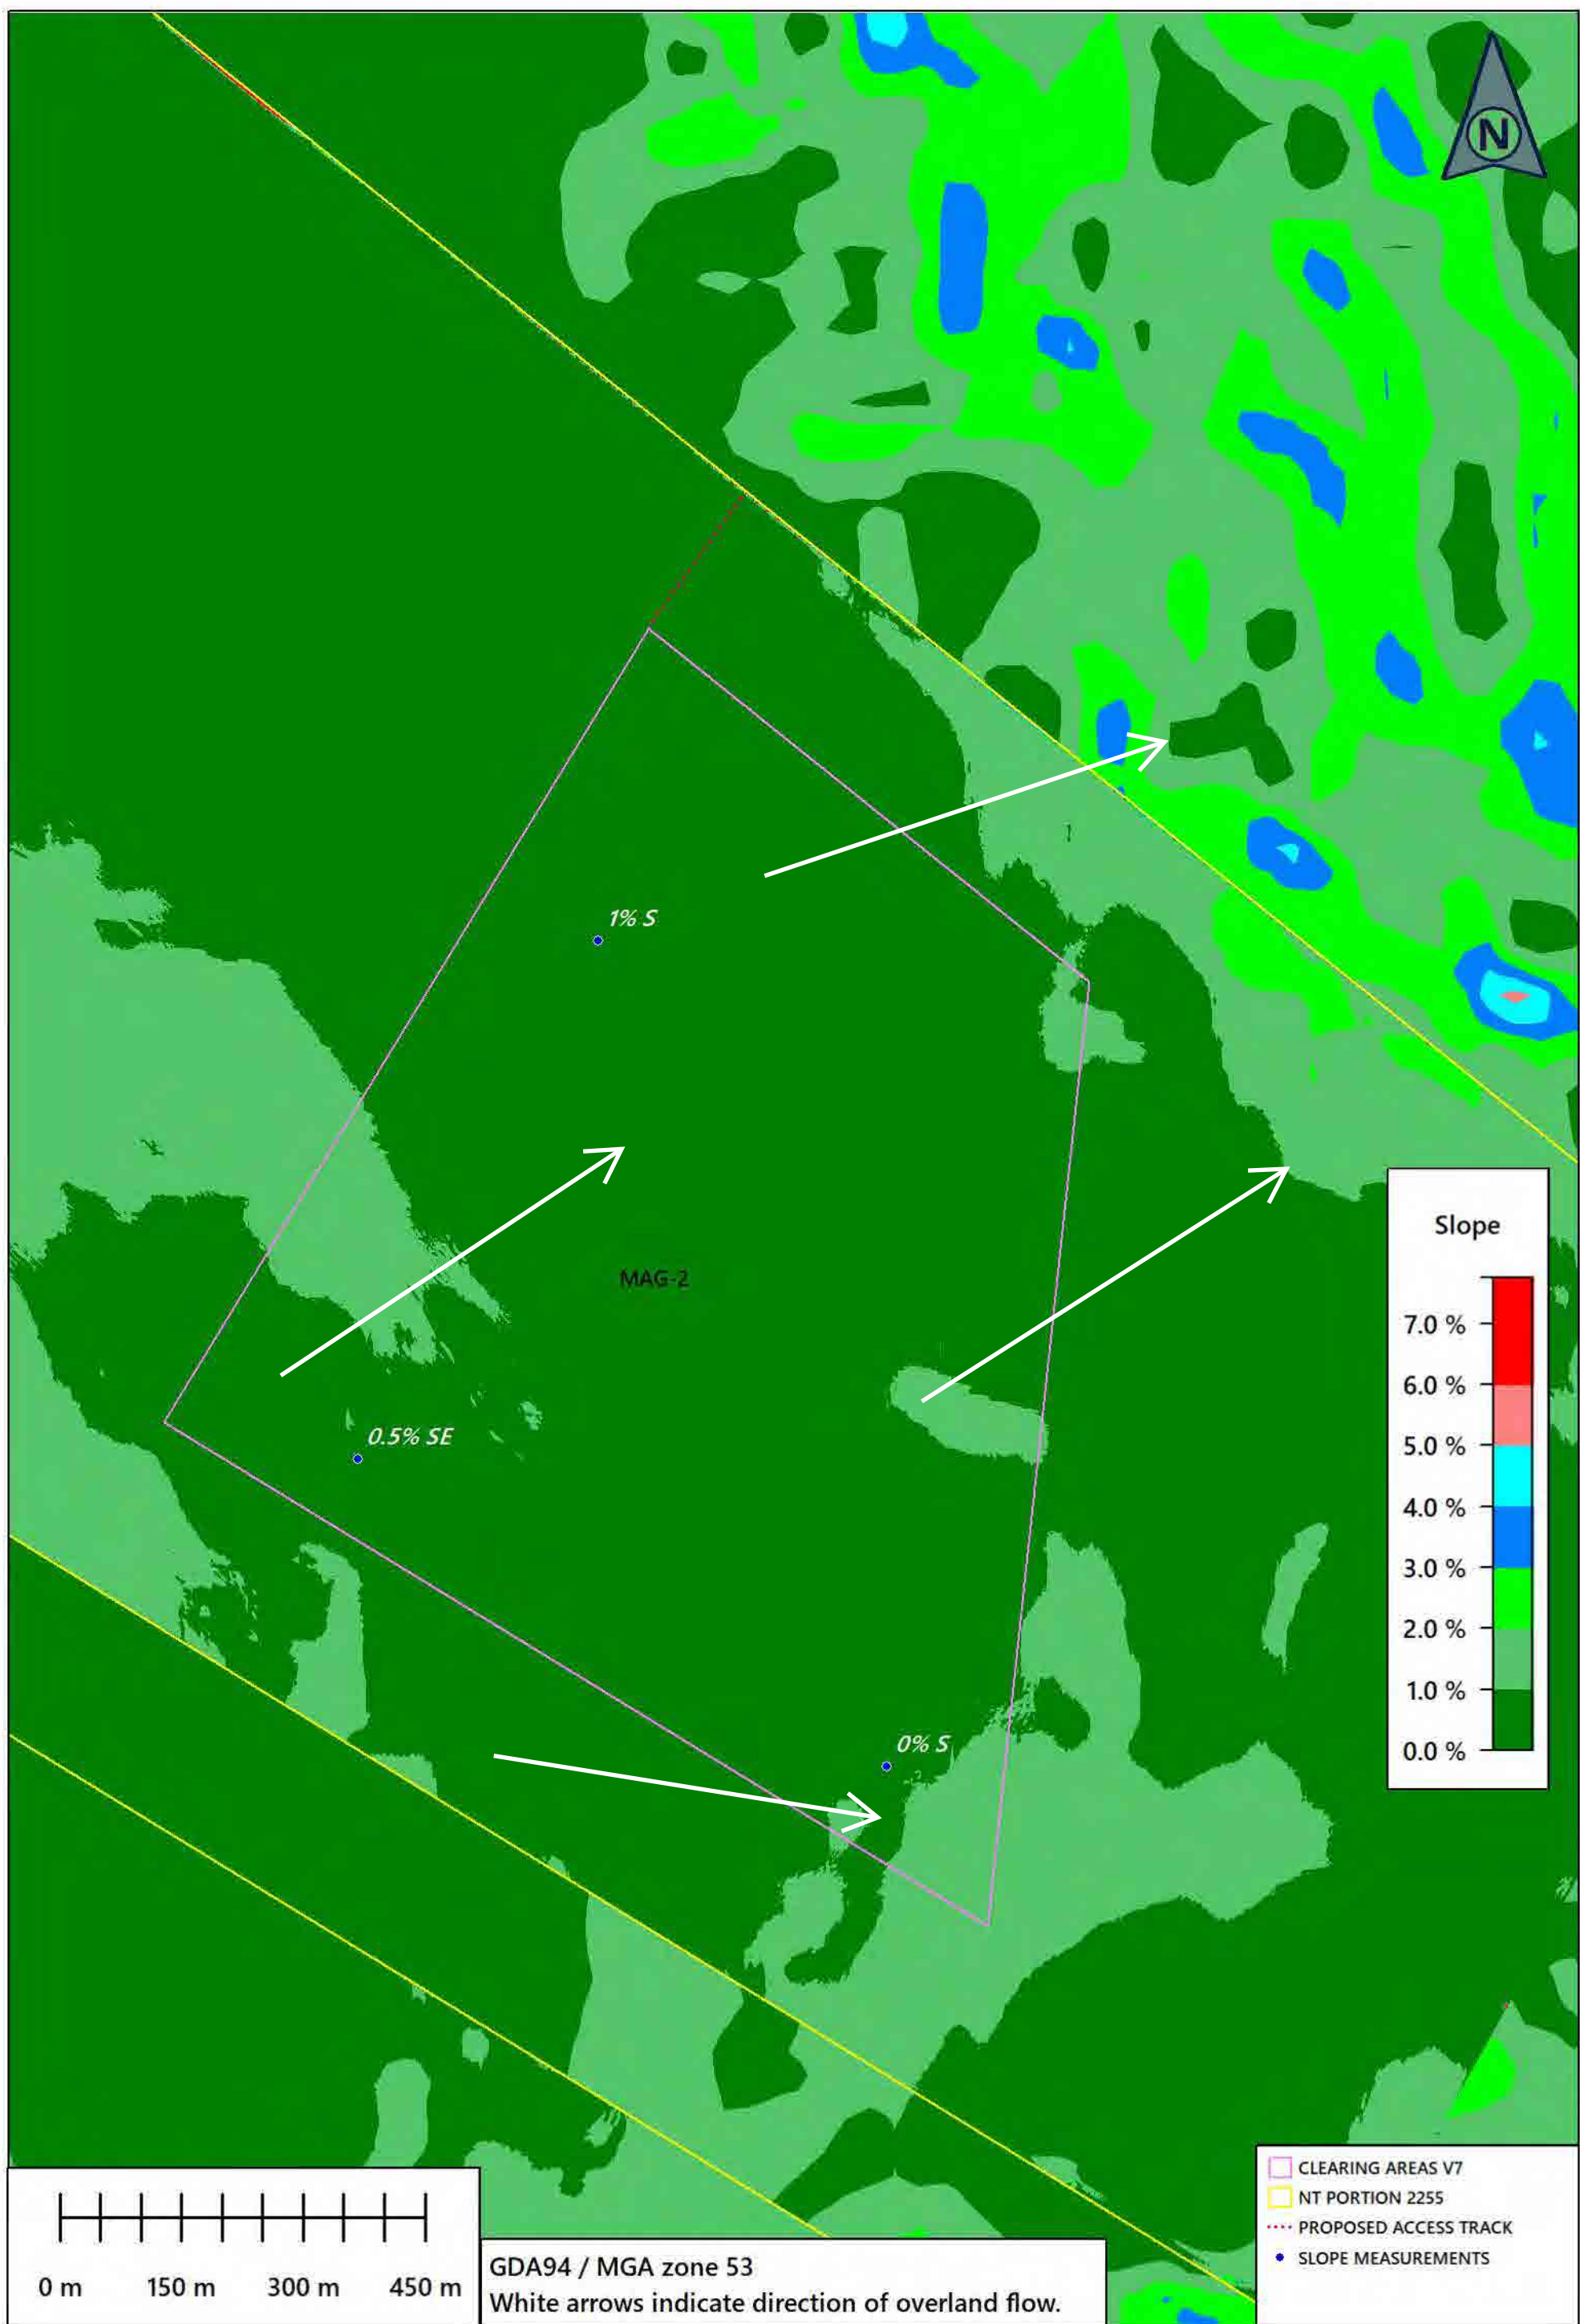 N
1% S
MAG-2
0.5% SE
0% S
Slope
7.0 %
6.0 %
5.0 %
4.0 %
3.0 %
2.0 %
1.0 %
0.0 %
0 m 150 m 300 m 450 m
GDA94 / MGA zone 53
White arrows indicate direction of overland flow.
CLEARING AREAS V7
NT PORTION 2255
PROPOSED ACCESS TRACK
SLOPE MEASUREMENTS